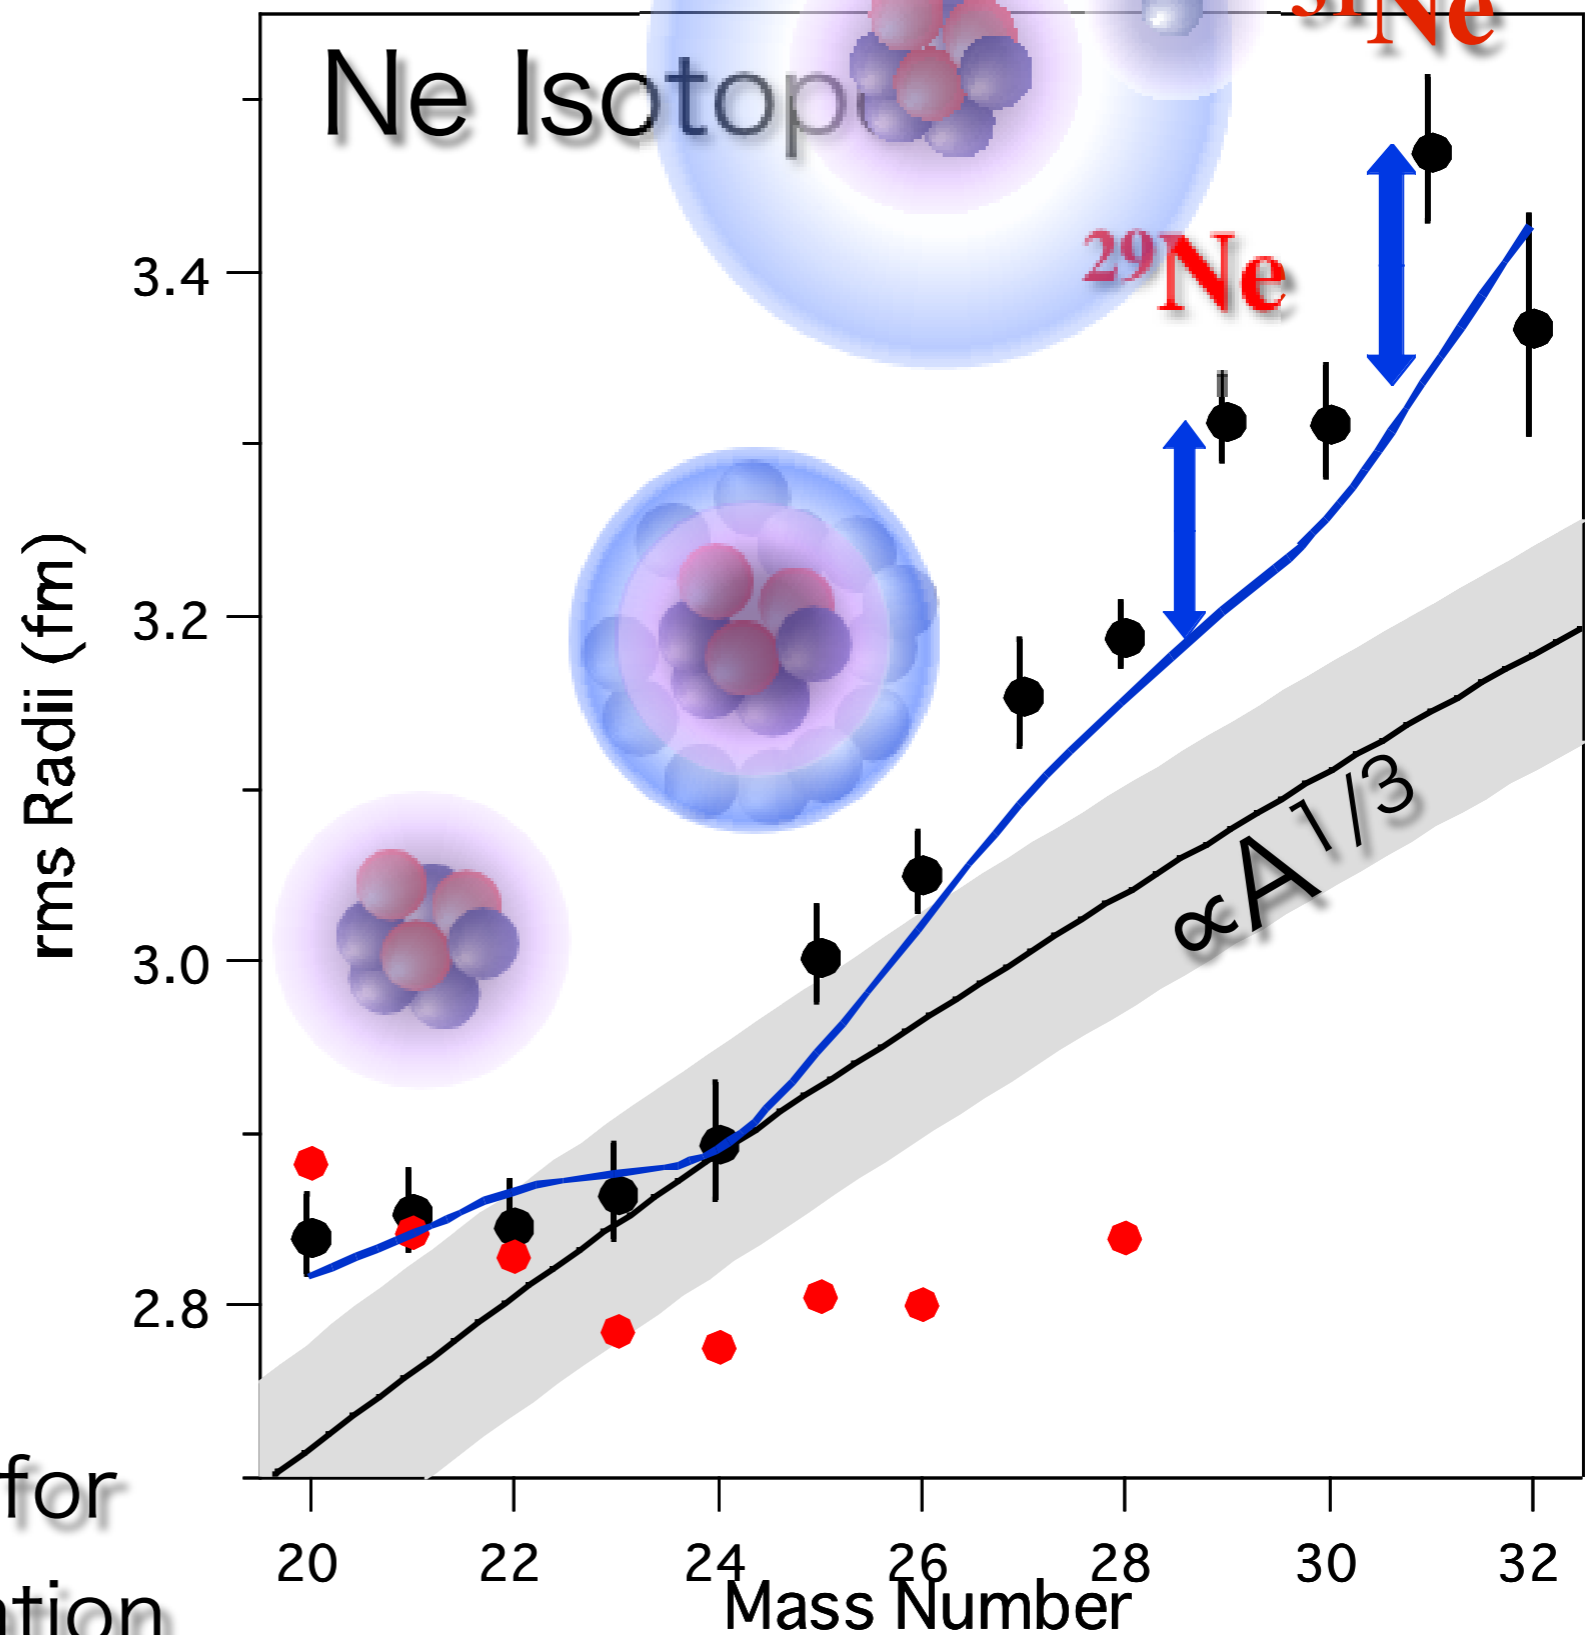 ³¹Ne
Ne Isotop
²⁹Ne
3.4
3.2
3.0
2.8
rms Radii (fm)
∝A¹/³
for
20 22 24 26 28 30 32
Mass Number